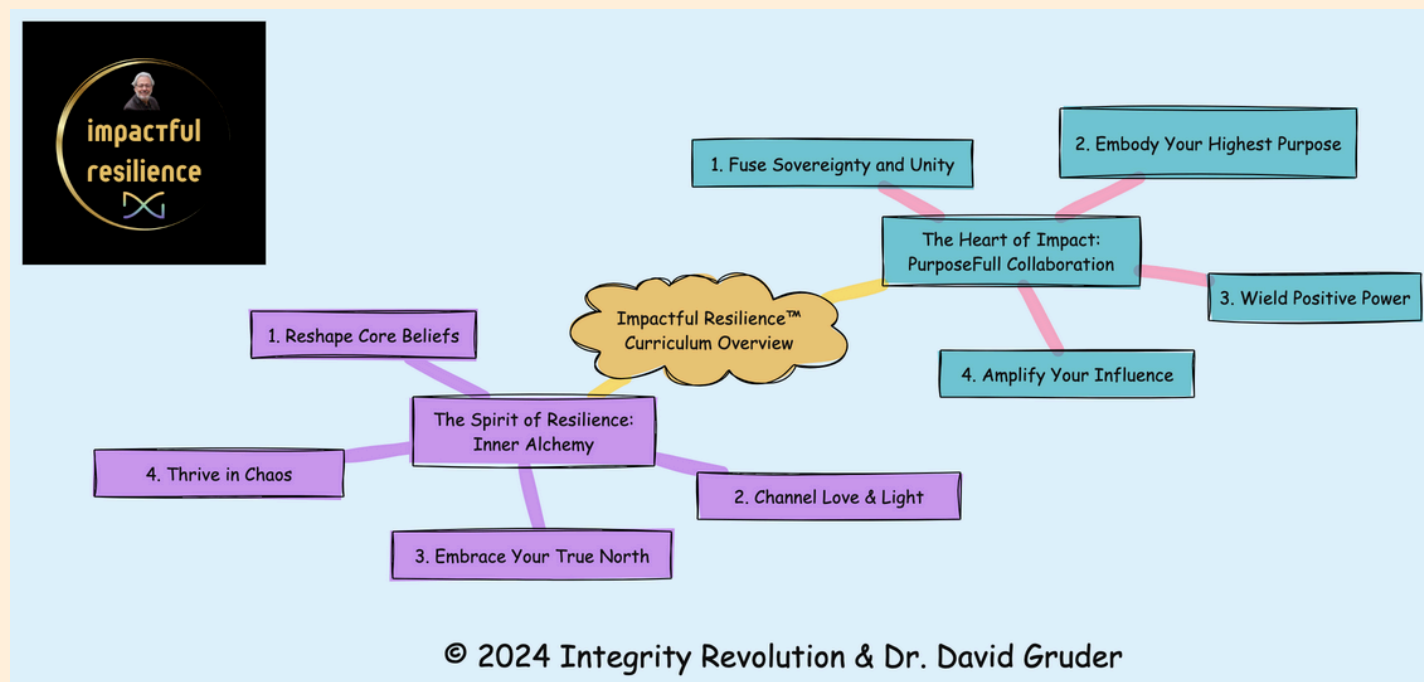 impactful
resilience
Impactful Resilience™
Curriculum Overview
The Heart of Impact:
PurposeFull Collaboration
1. Fuse Sovereignty and Unity
2. Embody Your Highest Purpose
3. Wield Positive Power
4. Amplify Your Influence
The Spirit of Resilience:
Inner Alchemy
1. Reshape Core Beliefs
2. Channel Love & Light
3. Embrace Your True North
4. Thrive in Chaos
© 2024 Integrity Revolution & Dr. David Gruder